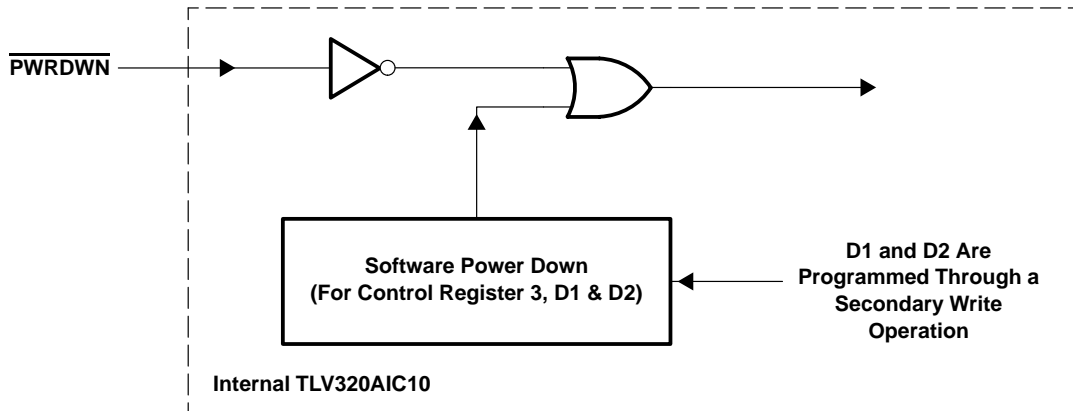 PWRDWN
Software Power Down
(For Control Register 3, D1 & D2)
D1 and D2 Are
Programmed Through a
Secondary Write
Operation
Internal TLV320AIC10